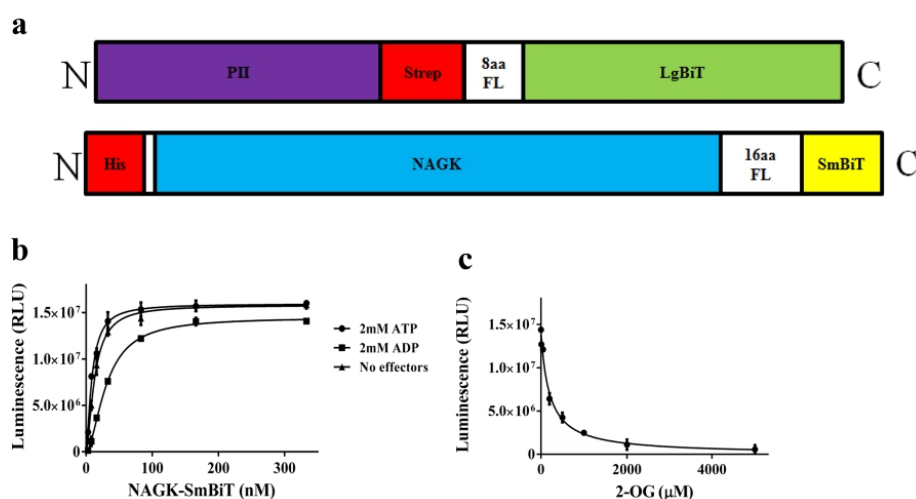 a
N PII Strep 8aa FL LgBiT C
N His NAGK 16aa FL SmBiT C
b
Luminescence (RLU)
1.5×10⁷
1.0×10⁷
5.0×10⁶
0
0 100 200 300
NAGK-SmBiT (nM)
2mM ATP
2mM ADP
No effectors
c
Luminescence (RLU)
1.5×10⁷
1.0×10⁷
5.0×10⁶
0
0 2000 4000
2-OG (μM)